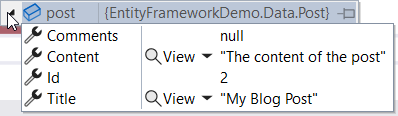 post {EntityFrameworkDemo.Data.Post}
Comments null
Content View "The content of the post"
Id 2
Title View "My Blog Post"